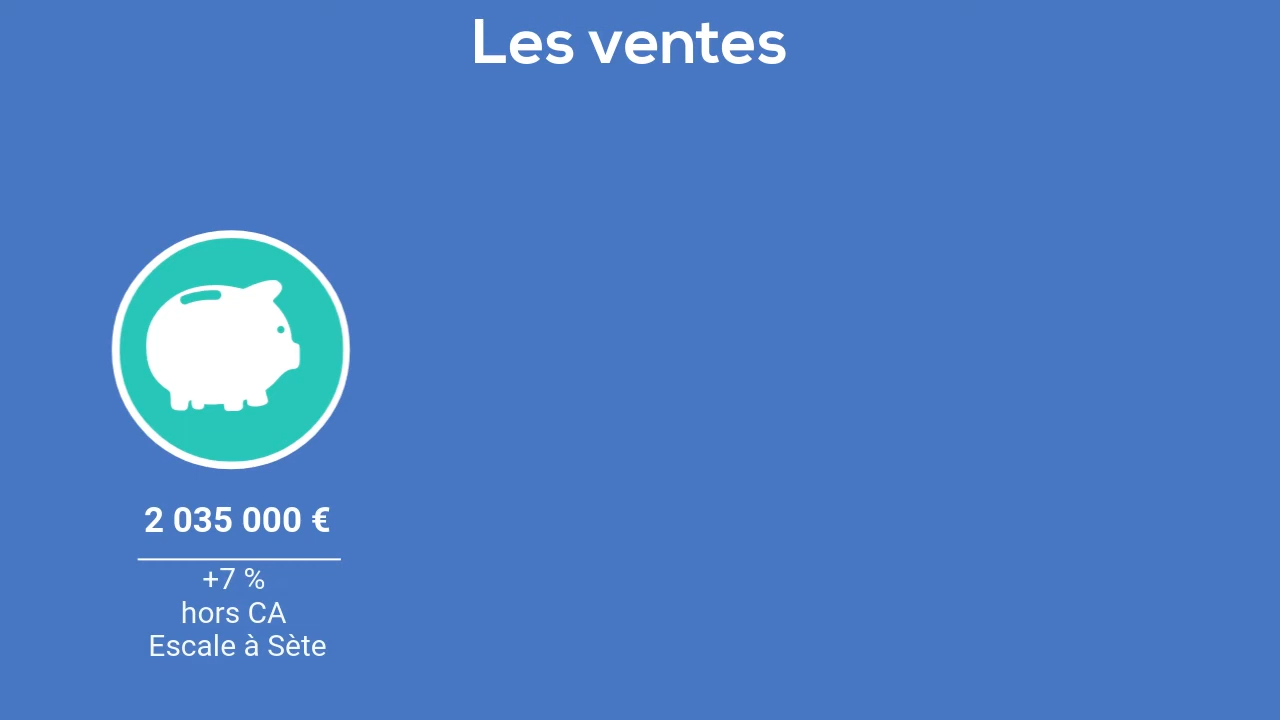 Les ventes
2 035 000 €
+7 %
hors CA
Escale à Sète